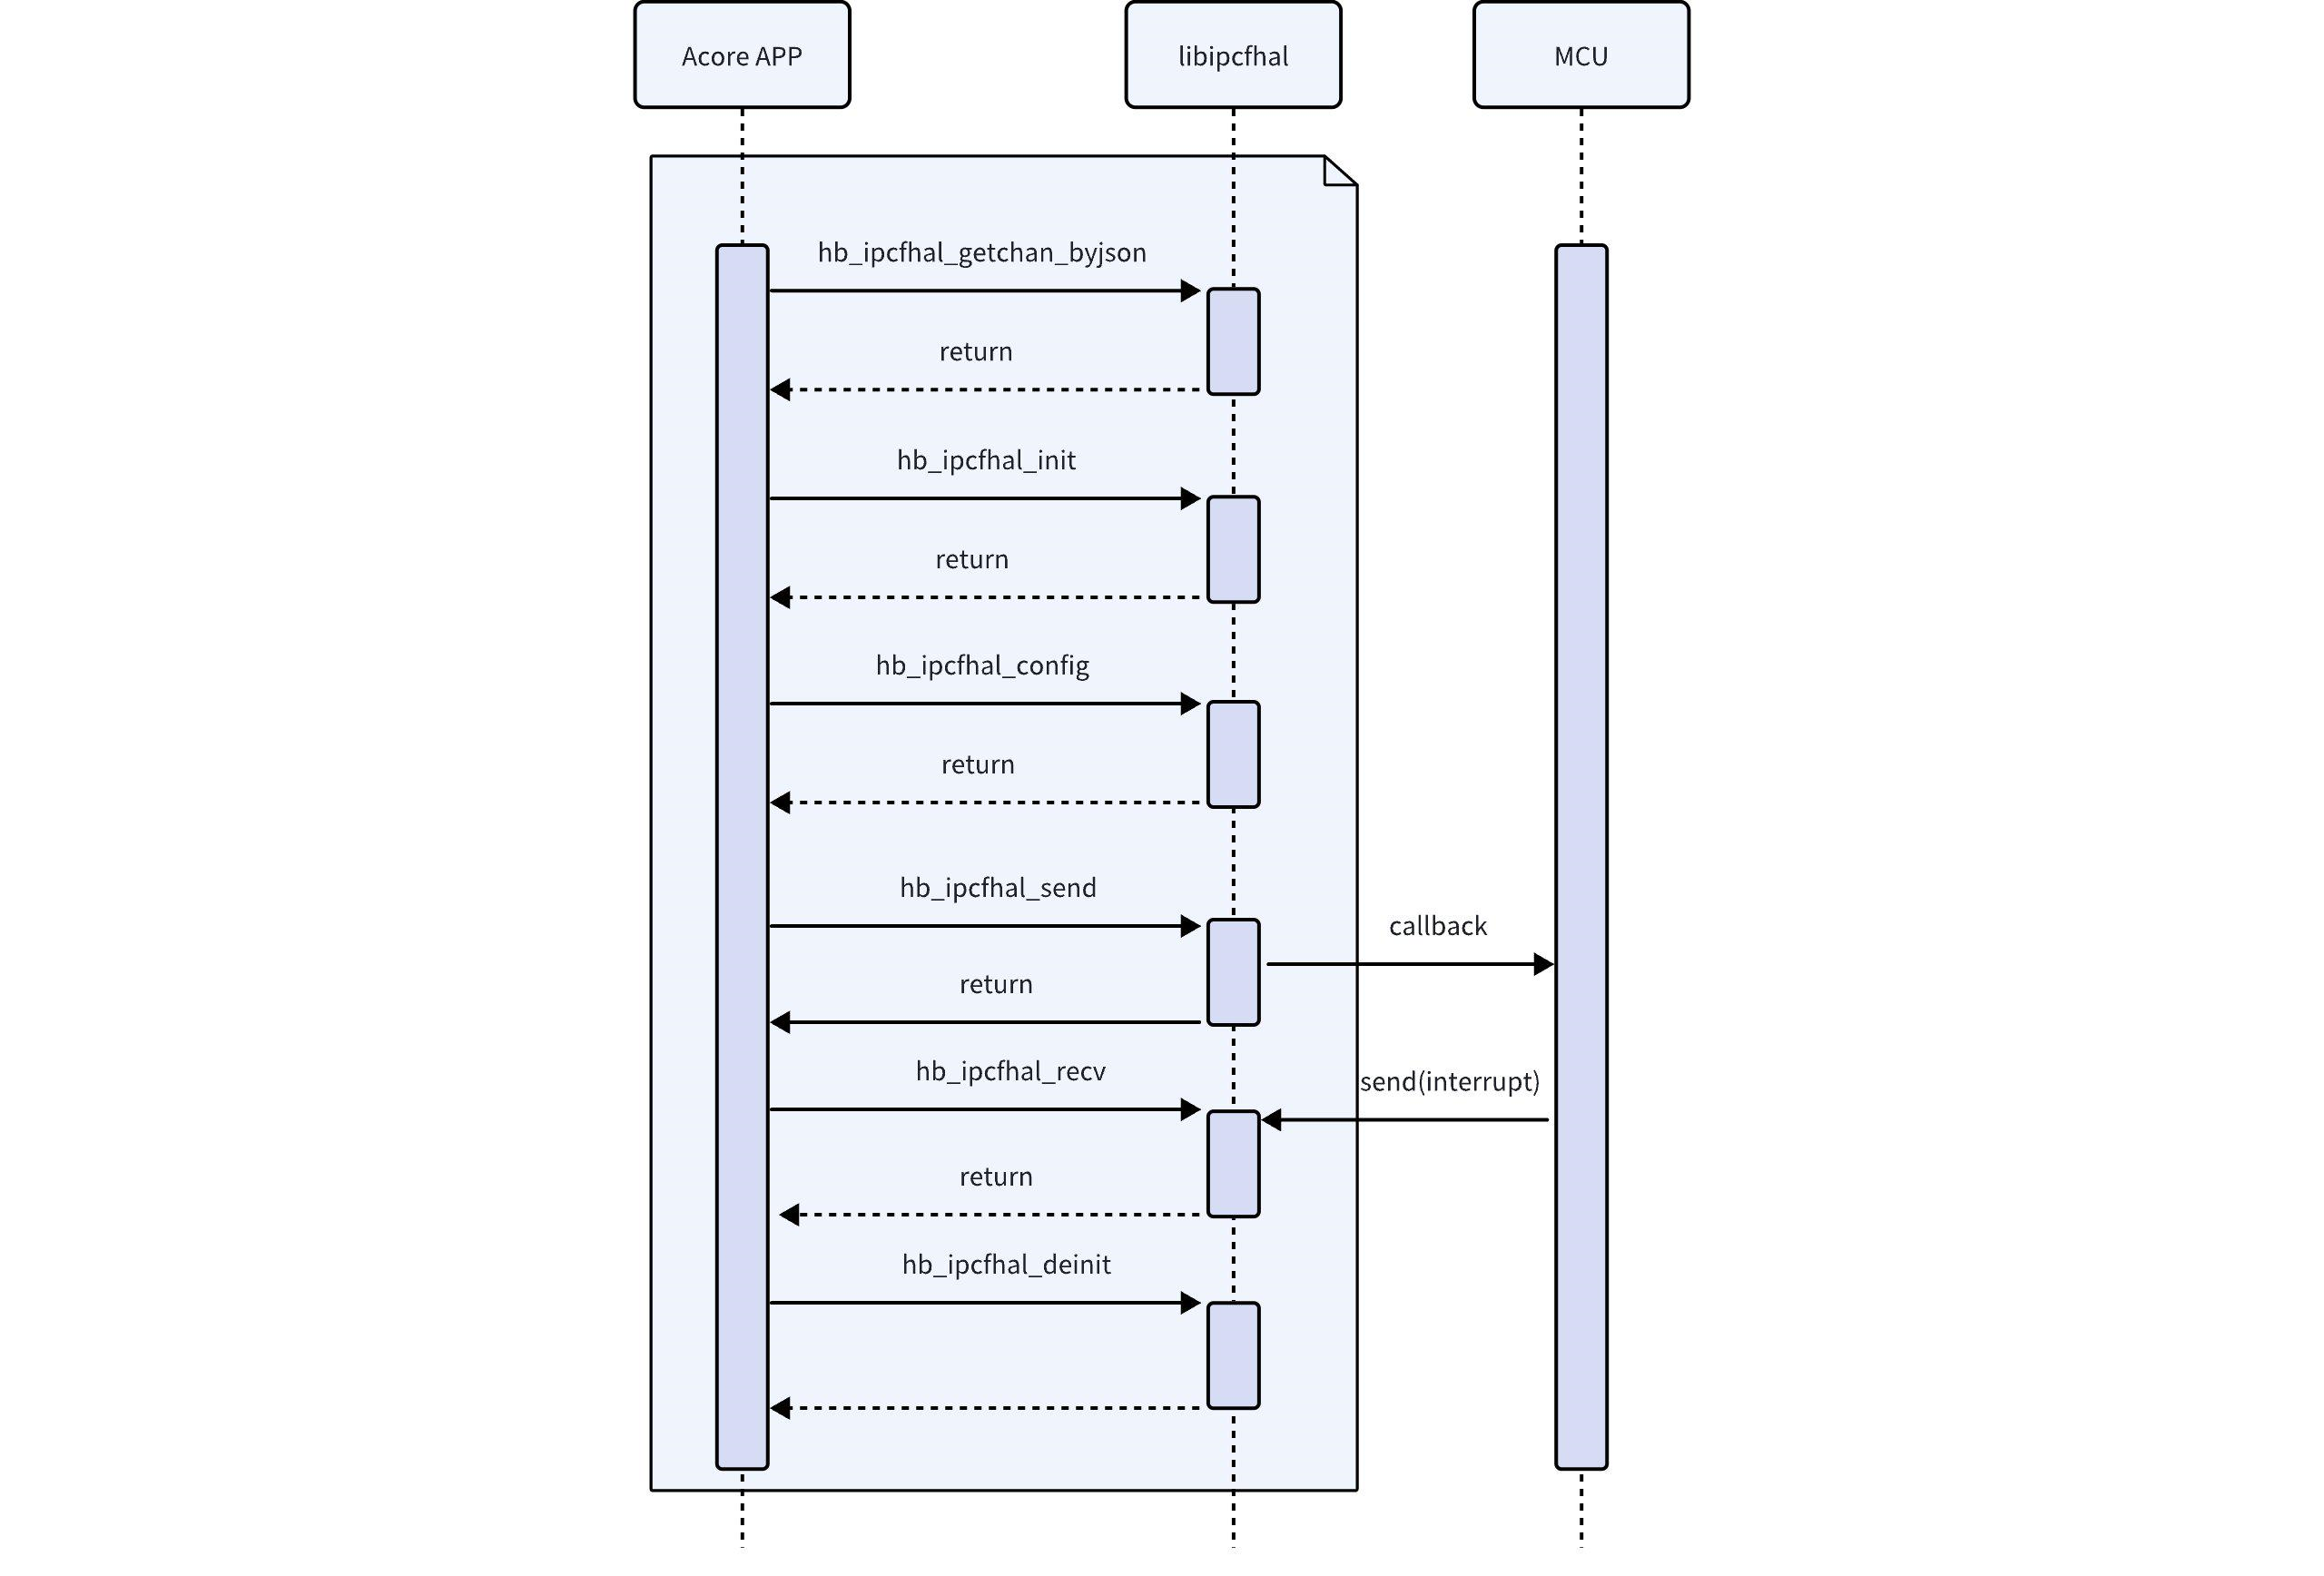 Acore APP
libipcfhal
MCU
hb_ipcfhal_getchan_byjson
return
hb_ipcfhal_init
return
hb_ipcfhal_config
return
hb_ipcfhal_send
callback
return
hb_ipcfhal_recv
send(interrupt)
return
hb_ipcfhal_deinit